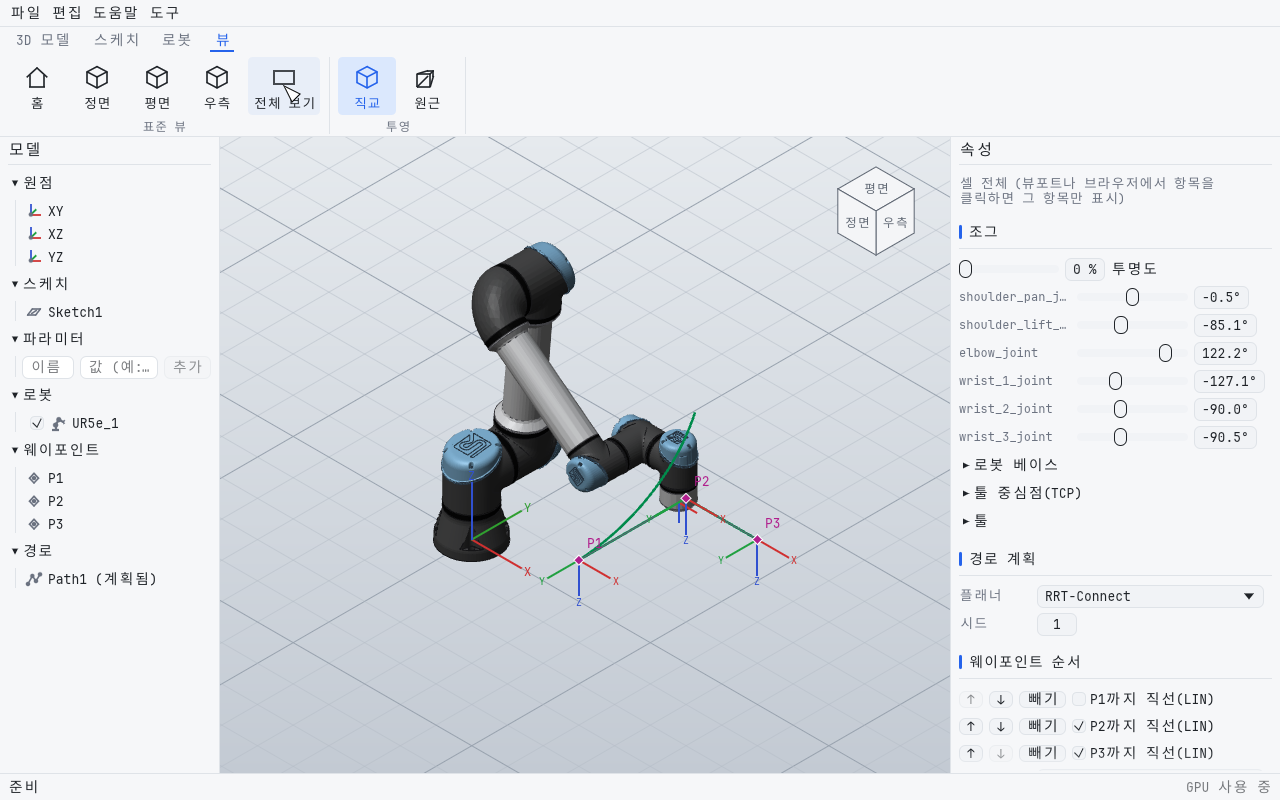 파일 편집 도움말 도구
3D 모델 스케치 로봇 뷰
홈 정면 평면 우측 전체 보기 직교 원근
표준 뷰 투영
모델
▼ 원점
XY
XZ
YZ
▼ 스케치
Sketch1
▼ 파라미터
이름 값 (예:… 추가
▼ 로봇
UR5e_1
▼ 웨이포인트
P1
P2
P3
▼ 경로
Path1 (계획됨)
평면
정면 우측
P2
P3
P1
Y
X
Y
X
Z
Y
X
Z
Y
X
Z
속성
셀 전체 (뷰포트나 브라우저에서 항목을
클릭하면 그 항목만 표시)
조그
0 % 투명도
shoulder_pan_j… -0.5°
shoulder_lift_… -85.1°
elbow_joint 122.2°
wrist_1_joint -127.1°
wrist_2_joint -90.0°
wrist_3_joint -90.5°
▶ 로봇 베이스
▶ 툴 중심점(TCP)
▶ 툴
경로 계획
플래너 RRT-Connect
시드 1
웨이포인트 순서
↑ ↓ 빼기 P1까지 직선(LIN)
↑ ↓ 빼기 P2까지 직선(LIN)
↑ ↓ 빼기 P3까지 직선(LIN)
준비
GPU 사용 중